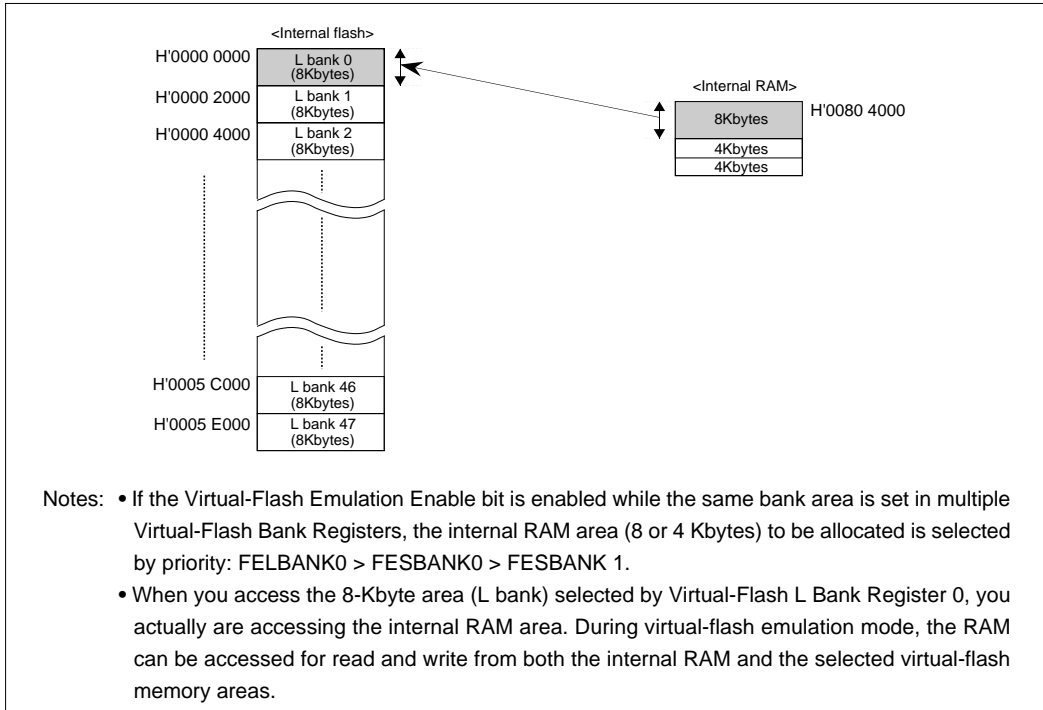 <Internal flash>
H'0000 0000
L bank 0
(8Kbytes)
H'0000 2000
L bank 1
(8Kbytes)
H'0000 4000
L bank 2
(8Kbytes)
<Internal RAM>
8Kbytes
H'0080 4000
4Kbytes
4Kbytes
H'0005 C000
L bank 46
(8Kbytes)
H'0005 E000
L bank 47
(8Kbytes)
Notes: • If the Virtual-Flash Emulation Enable bit is enabled while the same bank area is set in multiple
Virtual-Flash Bank Registers, the internal RAM area (8 or 4 Kbytes) to be allocated is selected
by priority: FELBANK0 > FESBANK0 > FESBANK 1.
• When you access the 8-Kbyte area (L bank) selected by Virtual-Flash L Bank Register 0, you
actually are accessing the internal RAM area. During virtual-flash emulation mode, the RAM
can be accessed for read and write from both the internal RAM and the selected virtual-flash
memory areas.